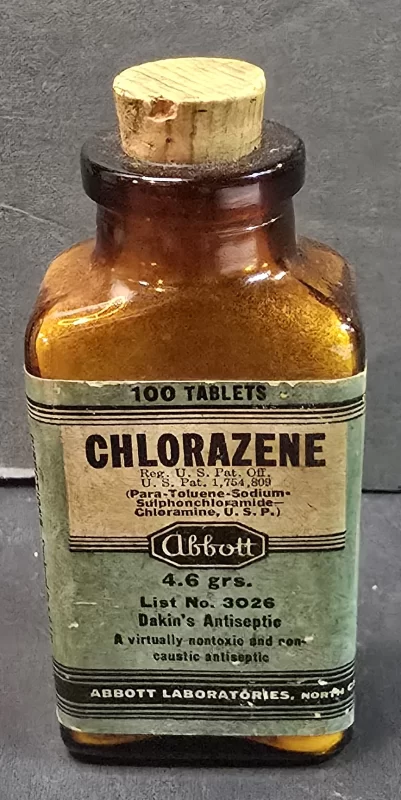 100 TABLETS
CHLORAZENE
Reg. U. S. Pat. Off.
U. S. Pat. 1,754,809
(Para-Toluene-Sodium-
Sulphonchloramide—
Chloramine, U. S. P.)
Abbott
4.6 grs.
List No. 3026
Dakin's Antiseptic
A virtually nontoxic and non-
caustic antiseptic
ABBOTT LABORATORIES, NORTH C